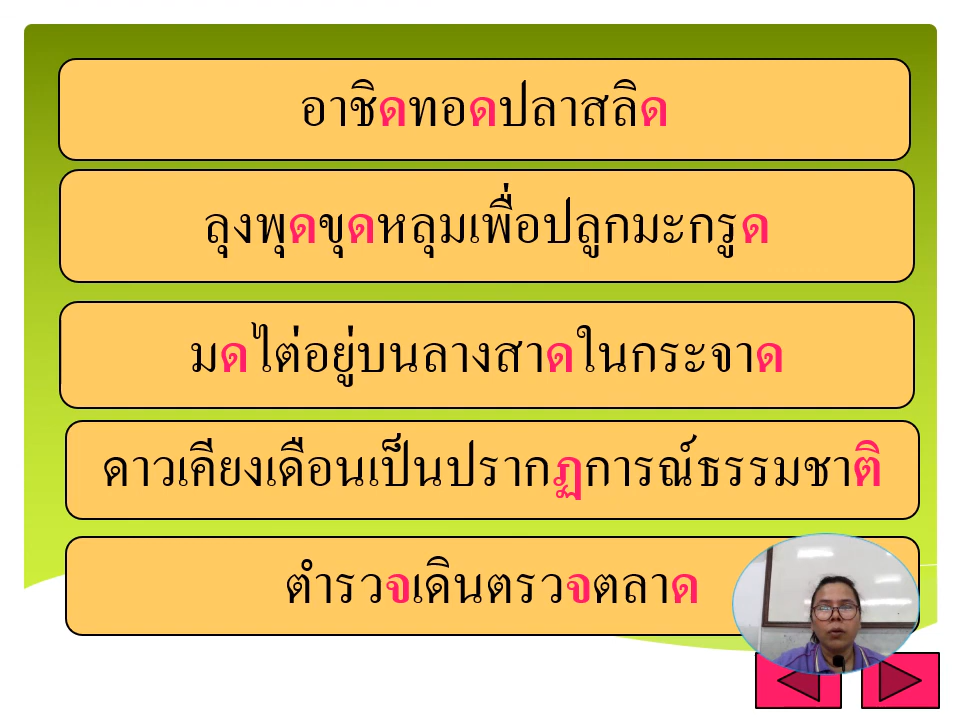 อาชิดทอดปลาสลิด
ลุงพุดขุดหลุมเพื่อปลูกมะกรูด
มดไต่อยู่บนลางสาดในกระจาด
ดาวเคียงเดือนเป็นปรากฏการณ์ธรรมชาติ
ตำรวจเดินตรวจตลาด